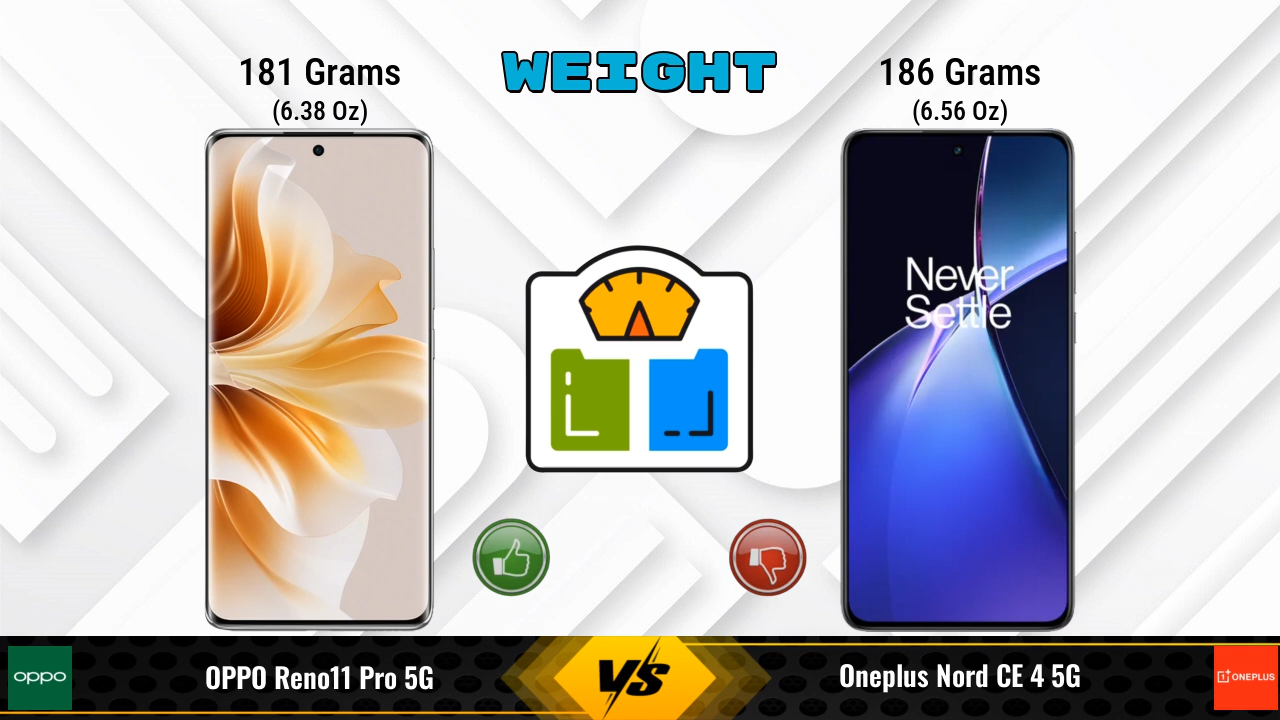 WEIGHT
181 Grams
(6.38 Oz)
186 Grams
(6.56 Oz)
Never
Settle
oppo
OPPO Reno11 Pro 5G
VS
Oneplus Nord CE 4 5G
1+ ONEPLUS